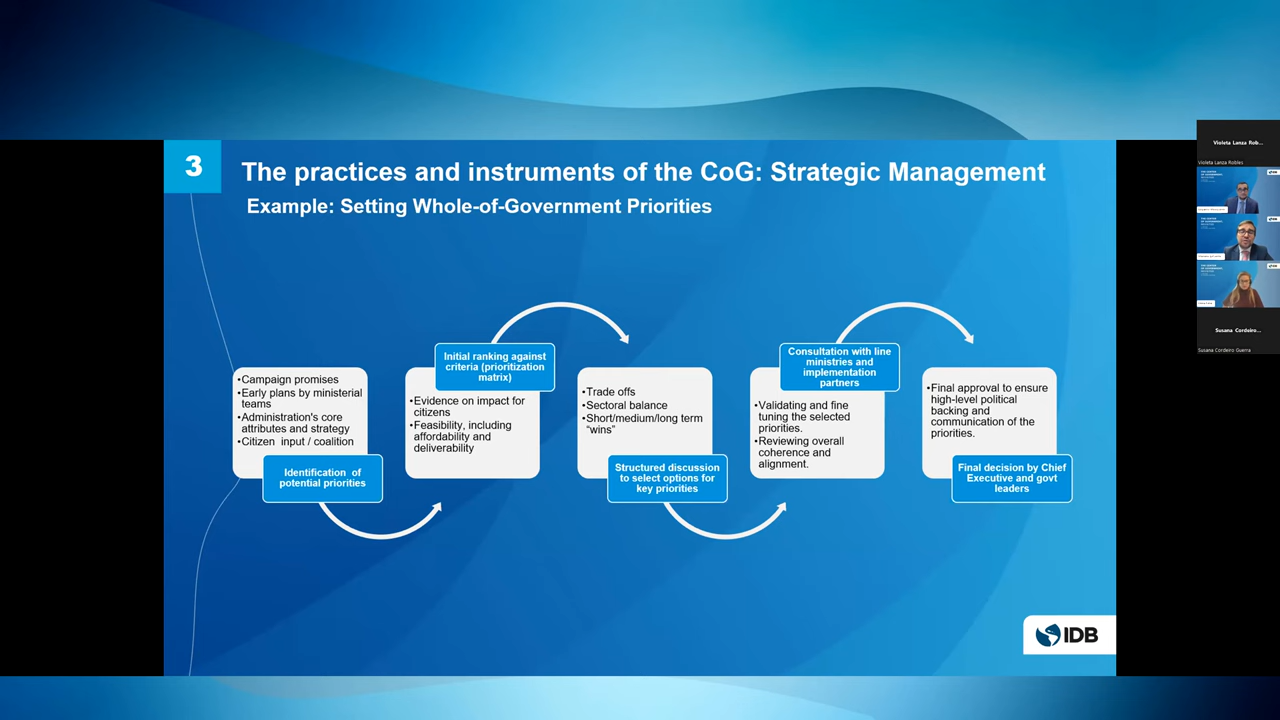 3
The practices and instruments of the CoG: Strategic Management
Example: Setting Whole-of-Government Priorities
•Campaign promises
•Early plans by ministerial
teams
•Administration's core
attributes and strategy
•Citizen input / coalition
Identification of
potential priorities
Initial ranking against
criteria (prioritization
matrix)
•Evidence on impact for
citizens
•Feasibility, including
affordability and
deliverability
•Trade offs
•Sectoral balance
•Short/medium/long term
“wins”
Structured discussion
to select options for
key priorities
Consultation with line
ministries and
implementation
partners
•Validating and fine
tuning the selected
priorities.
•Reviewing overall
coherence and
alignment.
•Final approval to ensure
high-level political
backing and
communication of the
priorities.
Final decision by Chief
Executive and govt
leaders
IDB
Violeta Lanza Rob...
Violeta Lanza Robles
Susana Cordeiro...
Susana Cordeiro Guerra